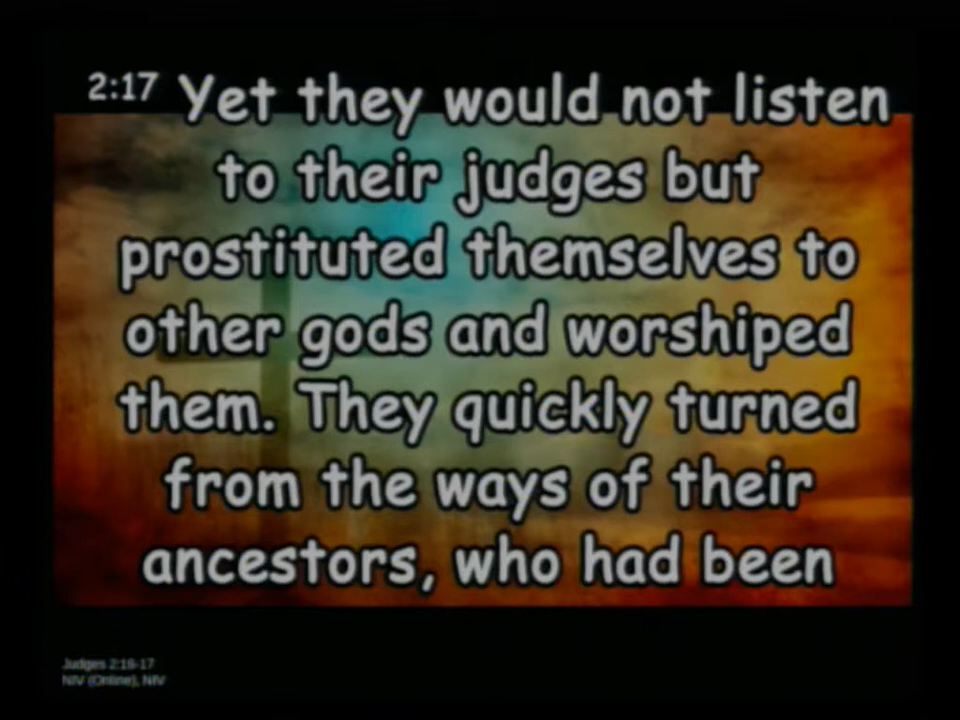 2:17 Yet they would not listen
to their judges but
prostituted themselves to
other gods and worshiped
them. They quickly turned
from the ways of their
ancestors, who had been
Judges 2:16-17
NIV (Online), NIV